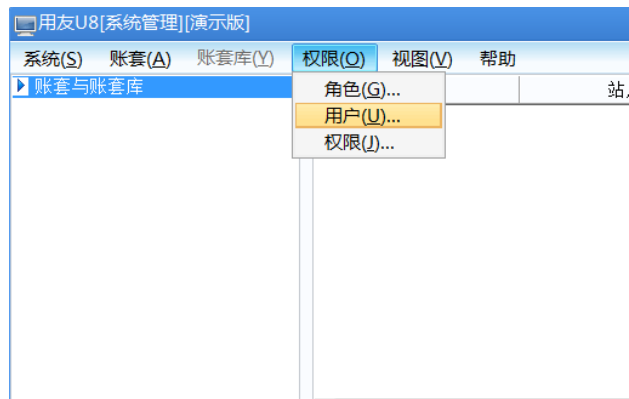 用友U8[系统管理][演示版]
系统(S) 账套(A) 账套库(Y) 权限(O) 视图(V) 帮助
账套与账套库 站
角色(G)...
用户(U)...
权限(J)...